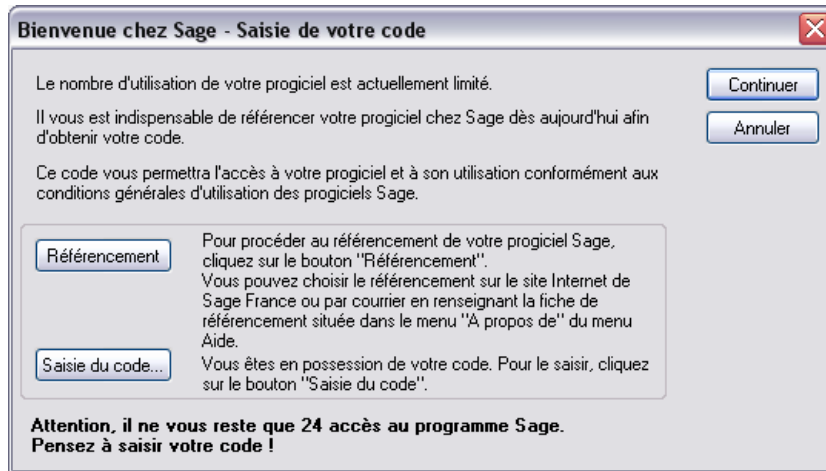 Bienvenue chez Sage - Saisie de votre code
Le nombre d'utilisation de votre progiciel est actuellement limité.
Il vous est indispensable de référencer votre progiciel chez Sage dès aujourd'hui afin
d'obtenir votre code.
Ce code vous permettra l'accès à votre progiciel et à son utilisation conformément aux
conditions générales d'utilisation des progiciels Sage.
Continuer
Annuler
Référencement
Pour procéder au référencement de votre progiciel Sage,
cliquez sur le bouton "Référencement".
Vous pouvez choisir le référencement sur le site Internet de
Sage France ou par courrier en renseignant la fiche de
référencement située dans le menu "A propos de" du menu
Aide.
Saisie du code...
Vous êtes en possession de votre code. Pour le saisir, cliquez
sur le bouton "Saisie du code".
Attention, il ne vous reste que 24 accès au programme Sage.
Pensez à saisir votre code !